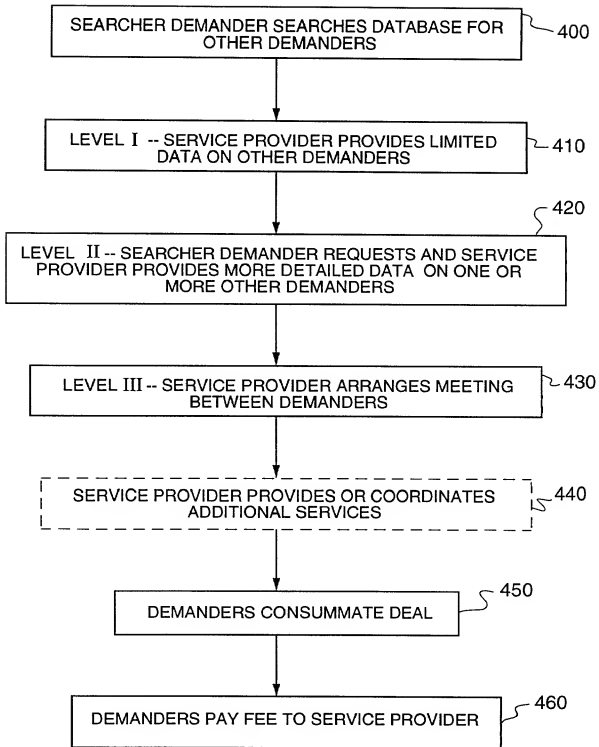 SEARCHER DEMANDER SEARCHES DATABASE FOR
OTHER DEMANDERS
400
LEVEL I -- SERVICE PROVIDER PROVIDES LIMITED
DATA ON OTHER DEMANDERS
410
420
LEVEL II -- SEARCHER DEMANDER REQUESTS AND SERVICE
PROVIDER PROVIDES MORE DETAILED DATA ON ONE OR
MORE OTHER DEMANDERS
LEVEL III -- SERVICE PROVIDER ARRANGES MEETING
BETWEEN DEMANDERS
430
SERVICE PROVIDER PROVIDES OR COORDINATES
ADDITIONAL SERVICES
440
450
DEMANDERS CONSUMMATE DEAL
460
DEMANDERS PAY FEE TO SERVICE PROVIDER